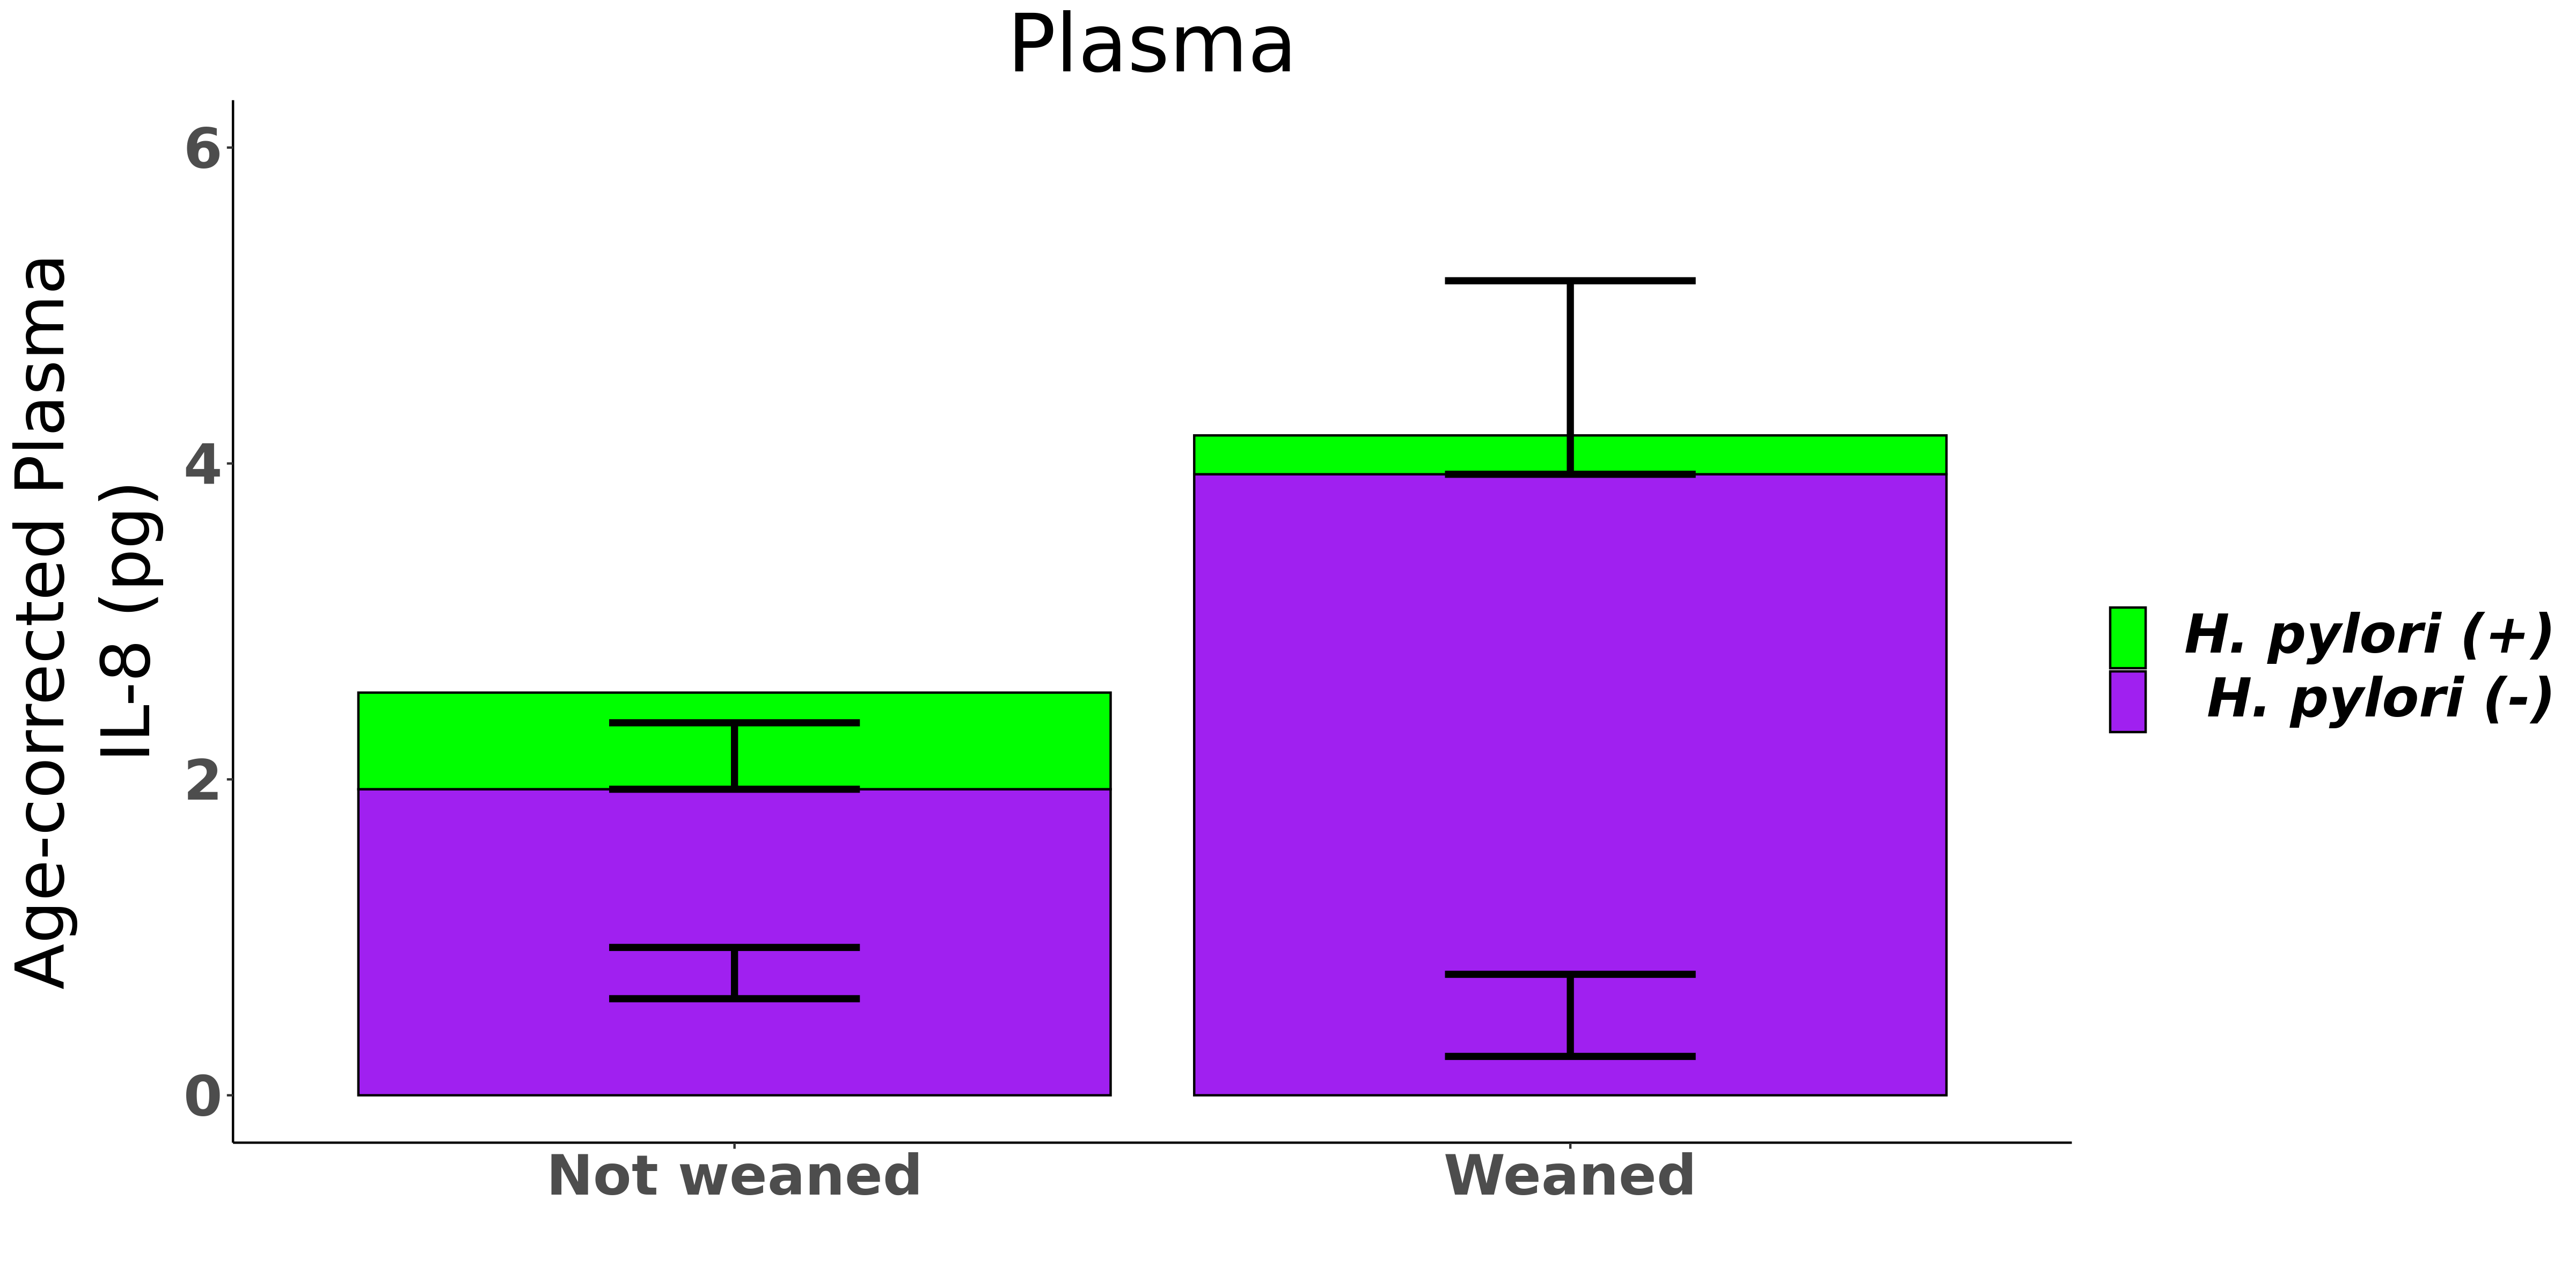 Plasma
Age-corrected Plasma
IL-8 (pg)
6
4
2
0
Not weaned
Weaned
H. pylori (+)
H. pylori (-)